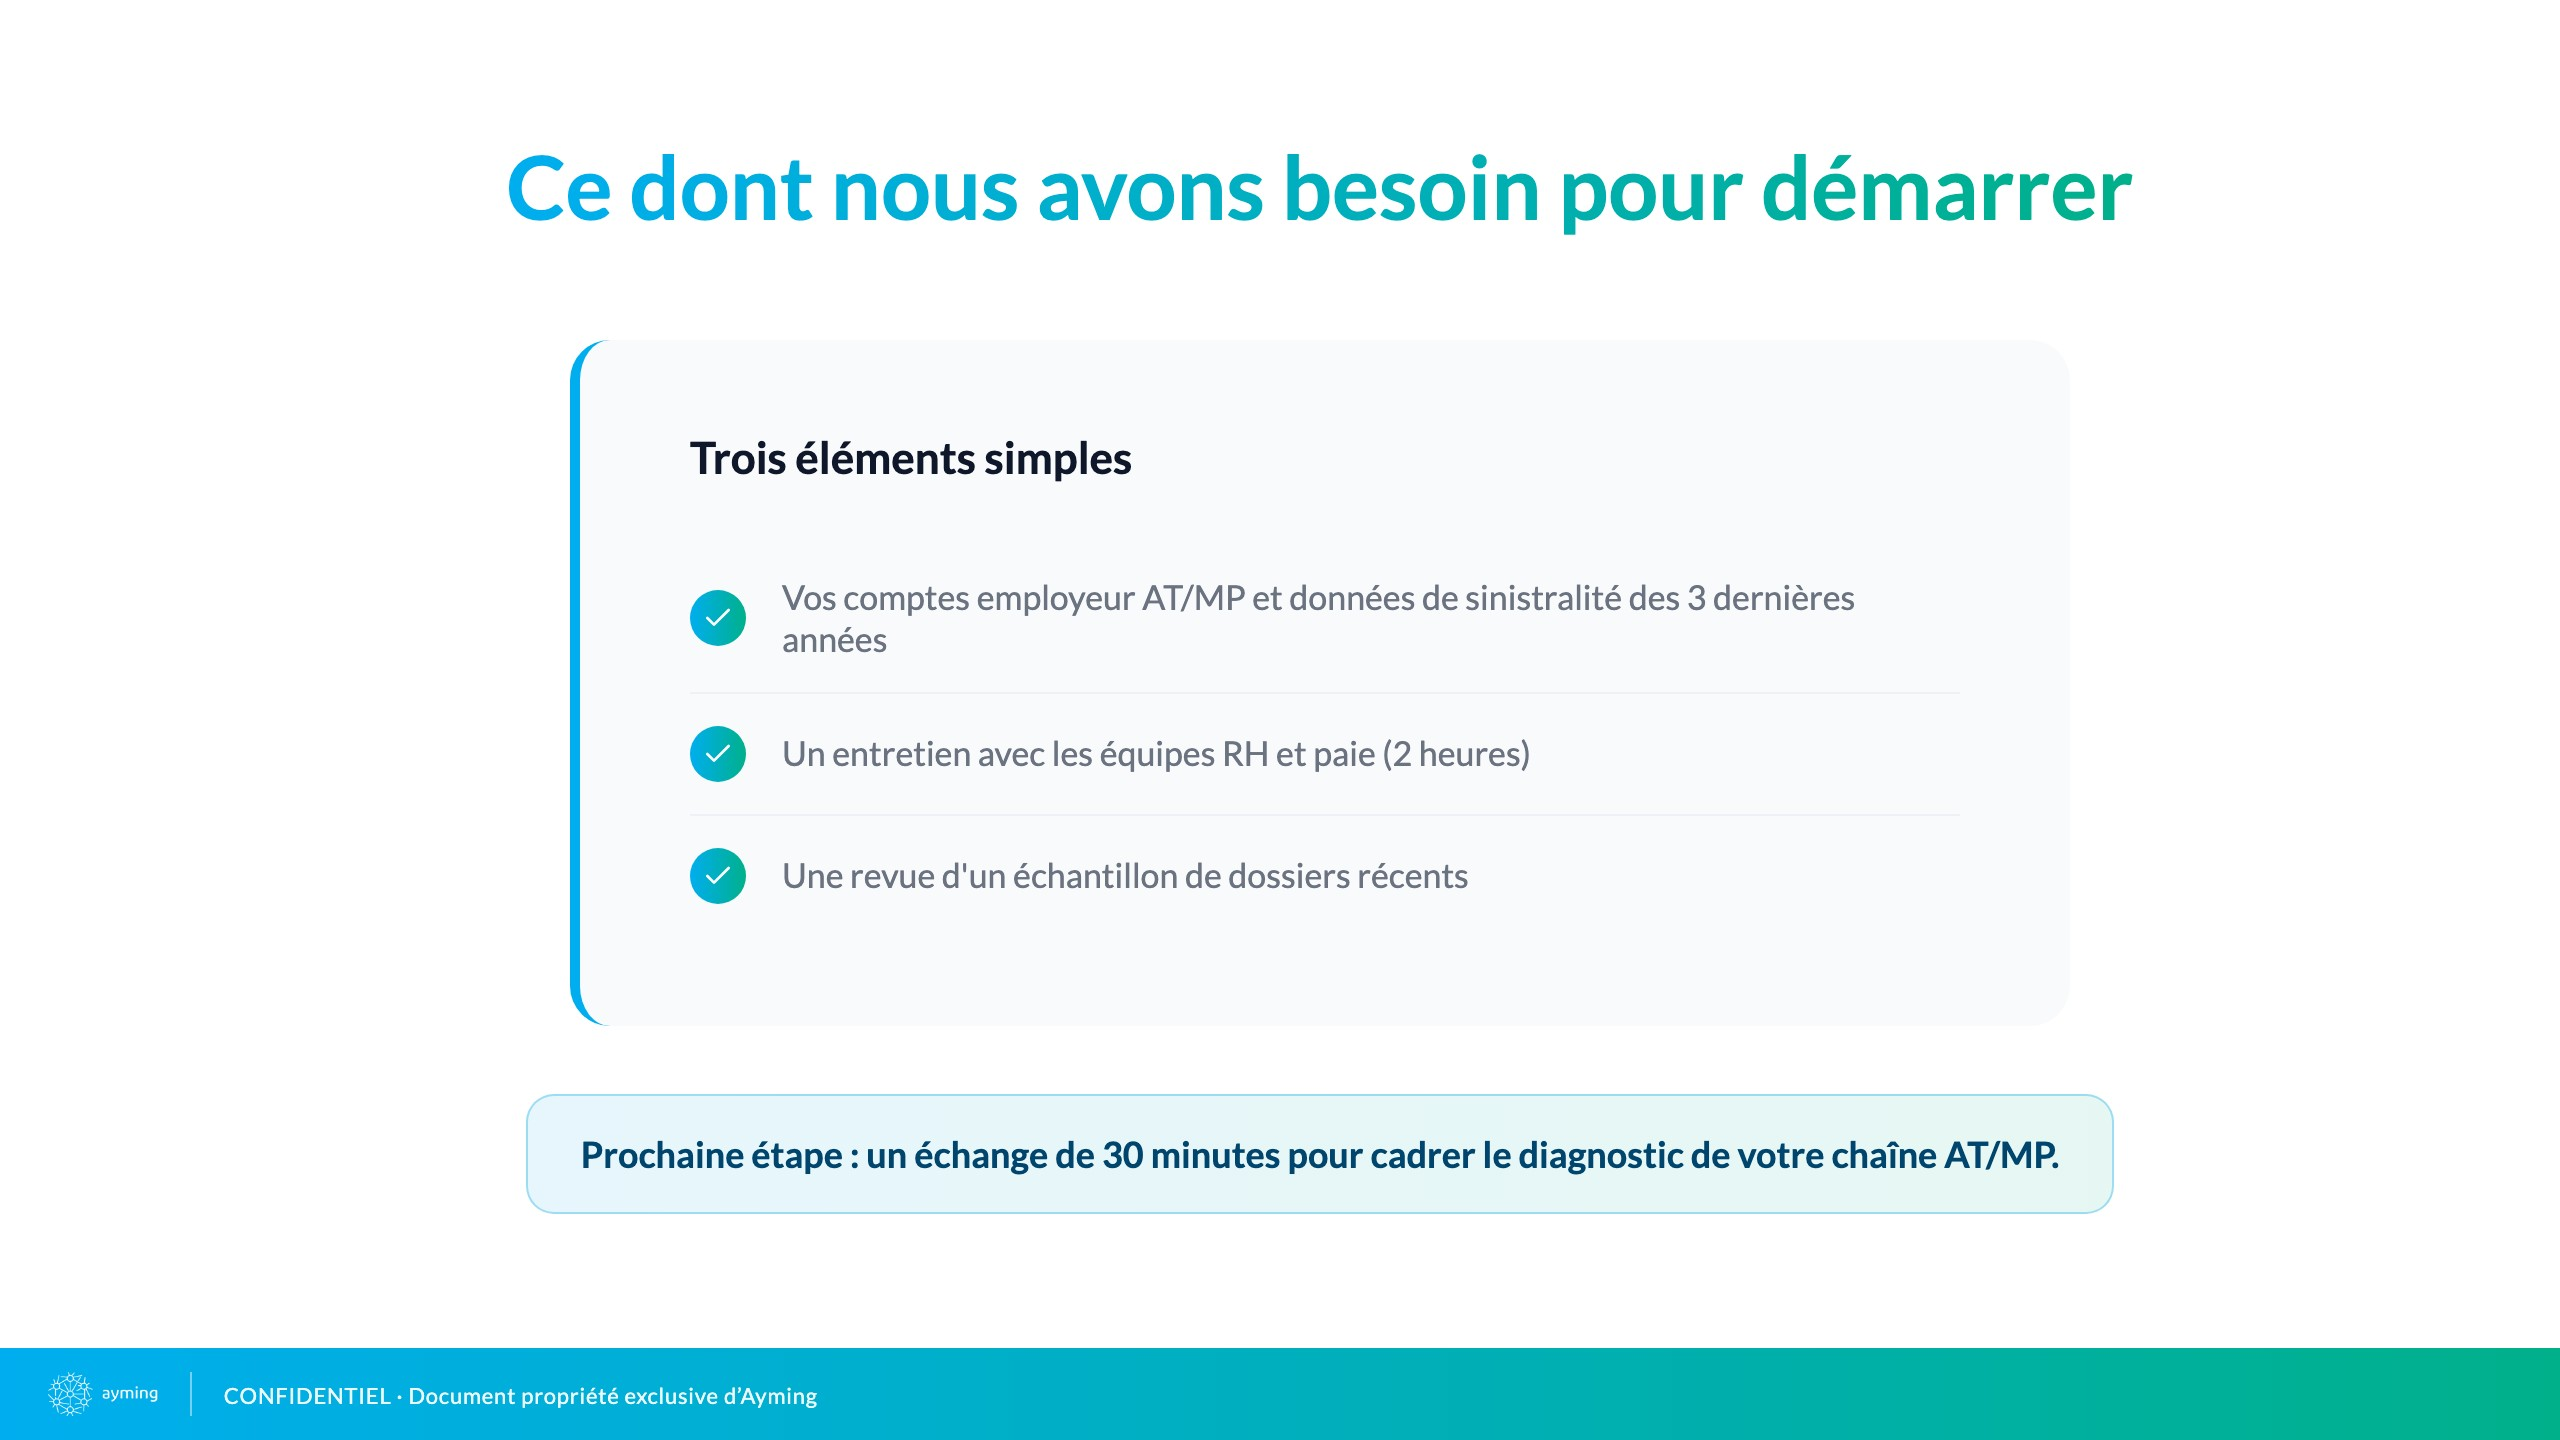 Ce dont nous avons besoin pour démarrer
Trois éléments simples
Vos comptes employeur AT/MP et données de sinistralité des 3 dernières
années
Un entretien avec les équipes RH et paie (2 heures)
Une revue d'un échantillon de dossiers récents
Prochaine étape : un échange de 30 minutes pour cadrer le diagnostic de votre chaîne AT/MP.
ayming
CONFIDENTIEL · Document propriété exclusive d’Ayming